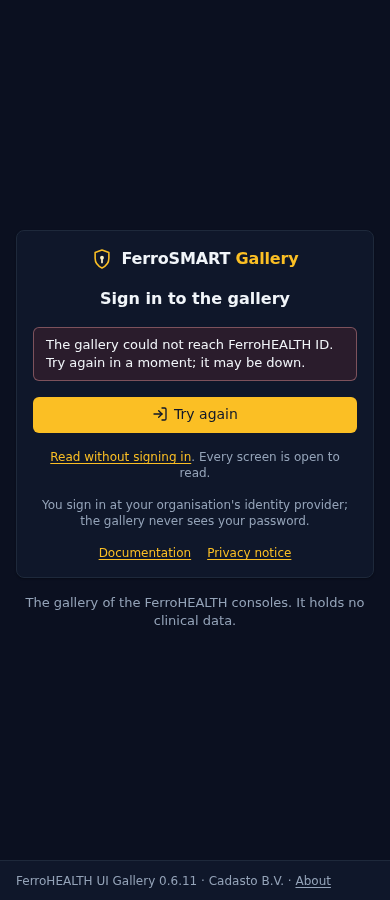 FerroSMART Gallery
Sign in to the gallery
The gallery could not reach FerroHEALTH ID.
Try again in a moment; it may be down.
Try again
Read without signing in. Every screen is open to
read.
You sign in at your organisation's identity provider;
the gallery never sees your password.
Documentation Privacy notice
The gallery of the FerroHEALTH consoles. It holds no
clinical data.
FerroHEALTH UI Gallery 0.6.11 · Cadasto B.V. · About